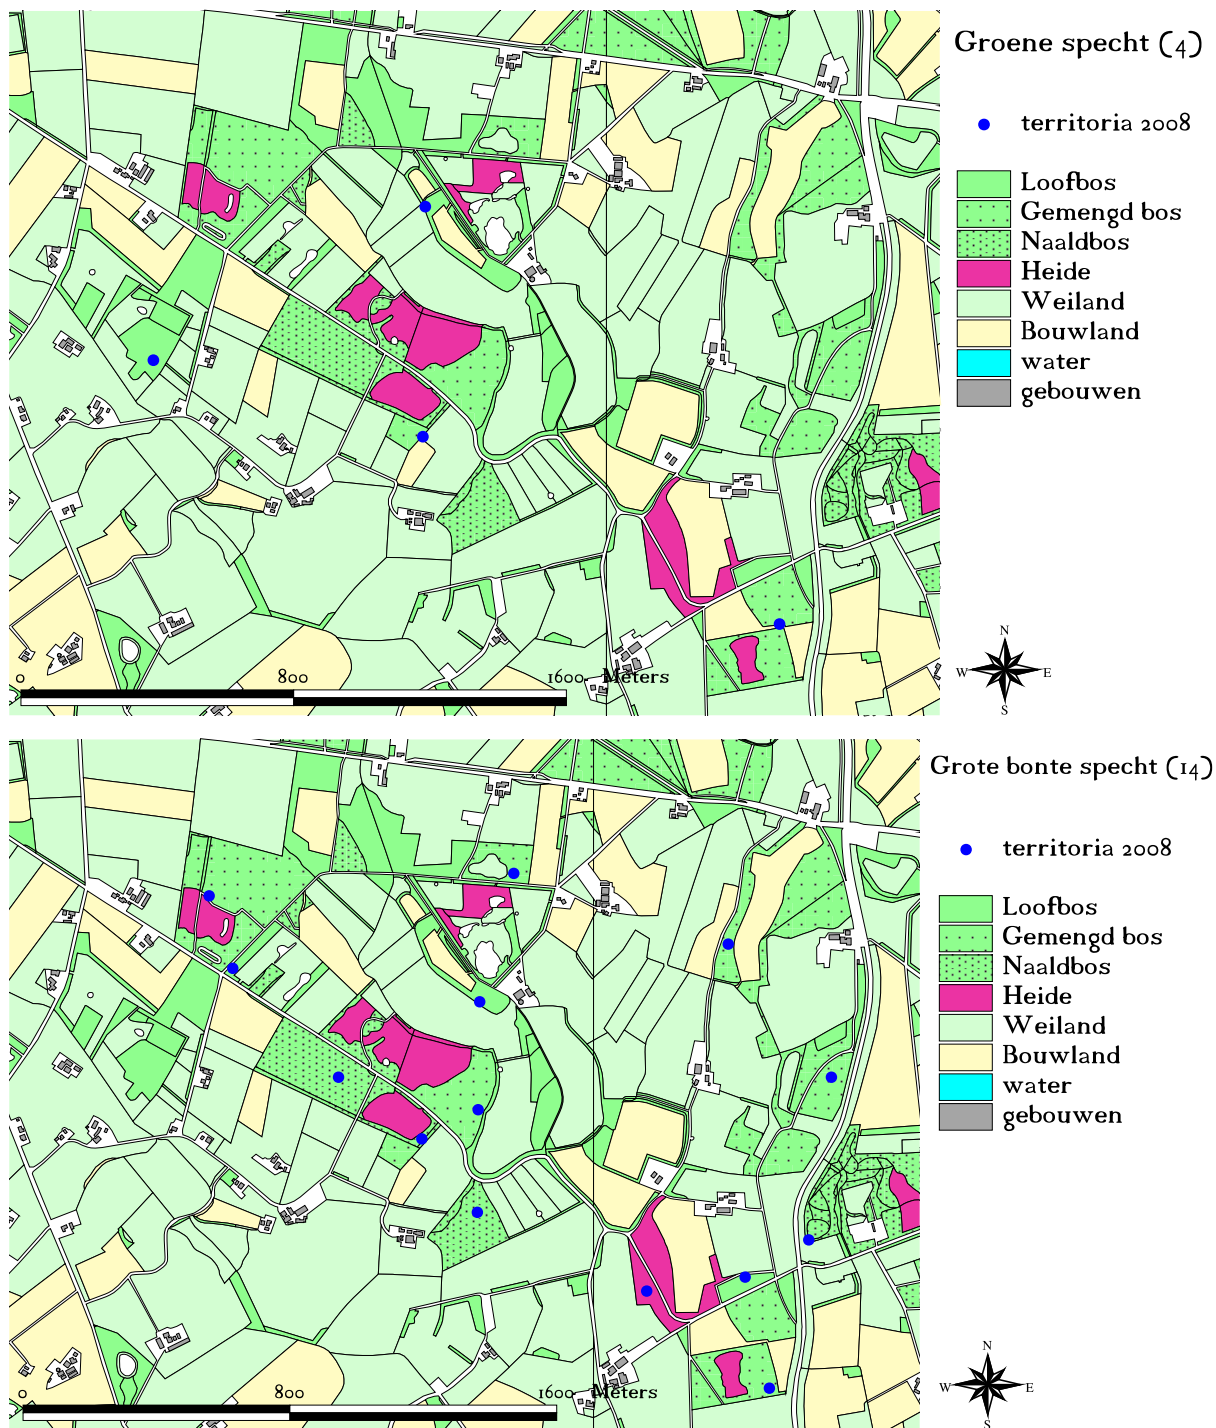 Groene specht (4)
territoria 2008
Loofbos
Gemengd bos
Naaldbos
Heide
Weiland
Bouwland
water
gebouwen
N
W E
S
0 800 1600 Meters
Grote bonte specht (14)
territoria 2008
Loofbos
Gemengd bos
Naaldbos
Heide
Weiland
Bouwland
water
gebouwen
N
W E
S
0 800 1600 Meters